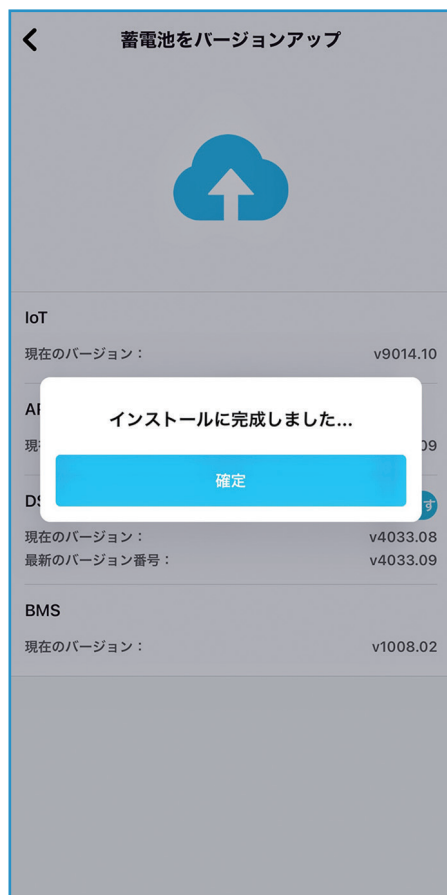 蓄電池をバージョンアップ
IoT
現在のバージョン： v9014.10
インストールに完成しました...
確定
現在のバージョン： v4033.08
最新のバージョン番号： v4033.09
BMS
現在のバージョン： v1008.02